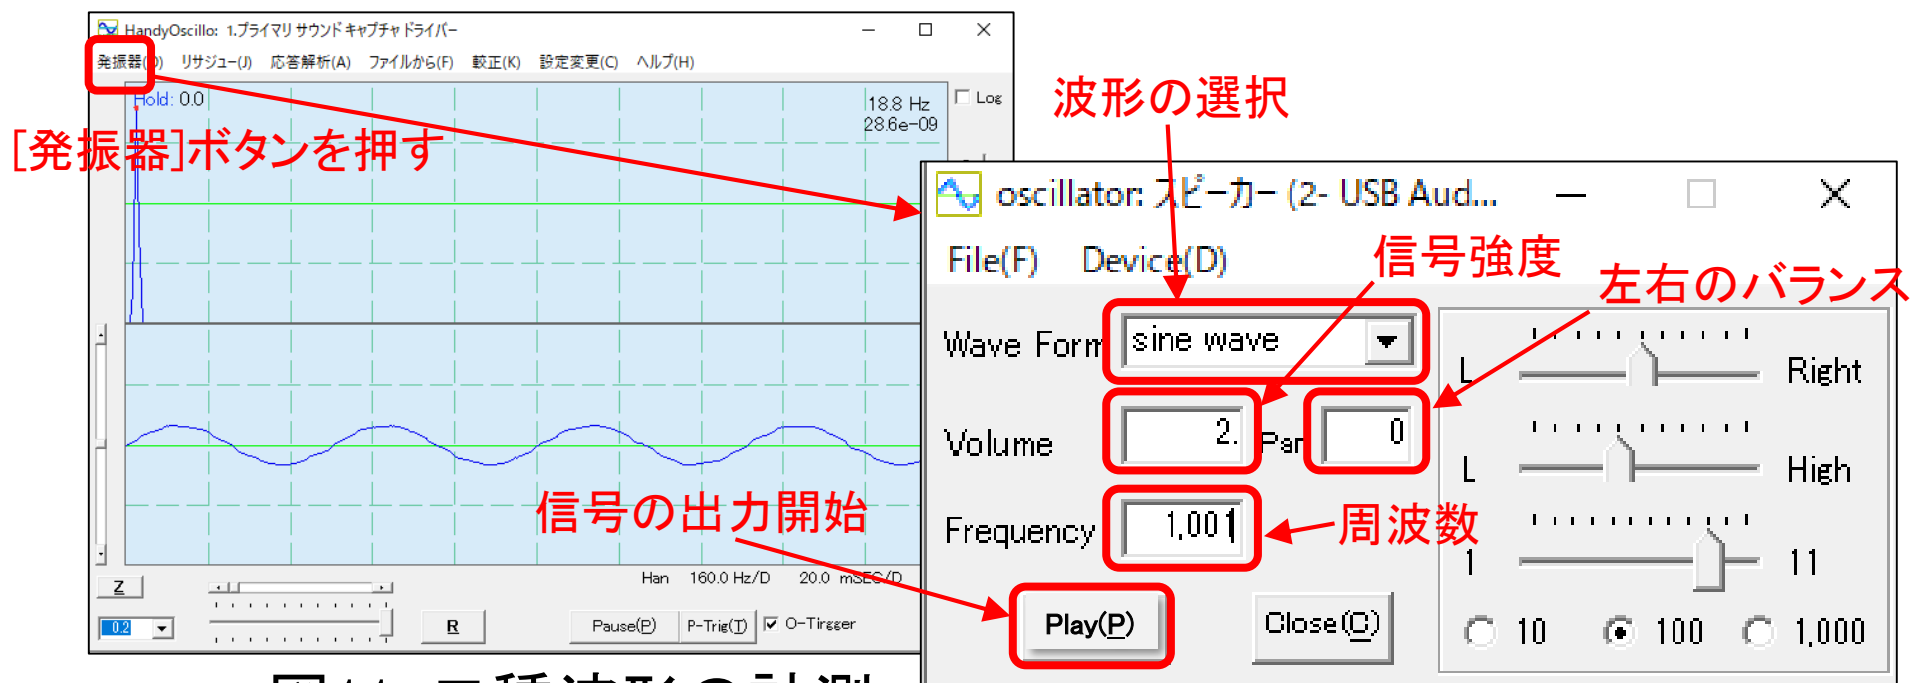 HandyOscillo: 1.プライマリ サウンド キャプチャ ドライバー
発振器(O) リサジュー(J) 応答解析(A) ファイルから(F) 較正(K) 設定変更(C) ヘルプ(H)
Hold: 0.0
18.8 Hz
28.6e-09
Log
[発振器]ボタンを押す
波形の選択
oscillator: スピーカー (2- USB Aud...
File(F) Device(D)
信号強度
左右のバランス
Wave Form sine wave
L Right
Volume 2. Pan 0
L High
Frequency 1,001
周波数
1 11
信号の出力開始
Play(P) Close(C)
10 100 1,000
Z
Han 160.0 Hz/D 20.0 mSEC/D
0.2
R
Pause(P) P-Trig(T) O-Tirgger